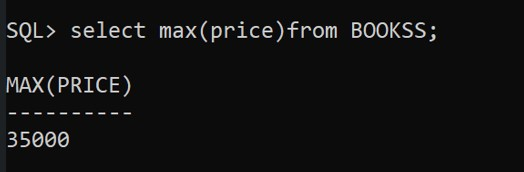 SQL> select max(price)from BOOKSS;
MAX(PRICE)
----------
35000